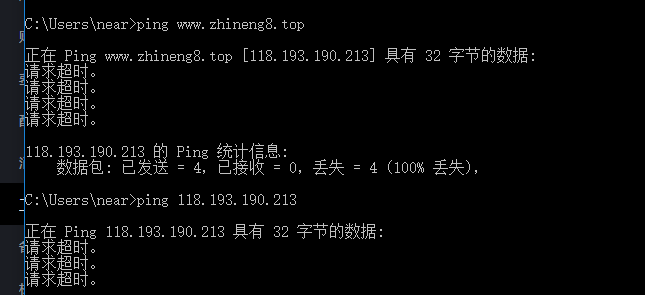 C:\Users\near>ping www.zhineng8.top
正在 Ping www.zhineng8.top [118.193.190.213] 具有 32 字节的数据:
请求超时。
请求超时。
请求超时。
请求超时。
118.193.190.213 的 Ping 统计信息:
数据包: 已发送 = 4，已接收 = 0，丢失 = 4 (100% 丢失)，
C:\Users\near>ping 118.193.190.213
正在 Ping 118.193.190.213 具有 32 字节的数据:
请求超时。
请求超时。
请求超时。